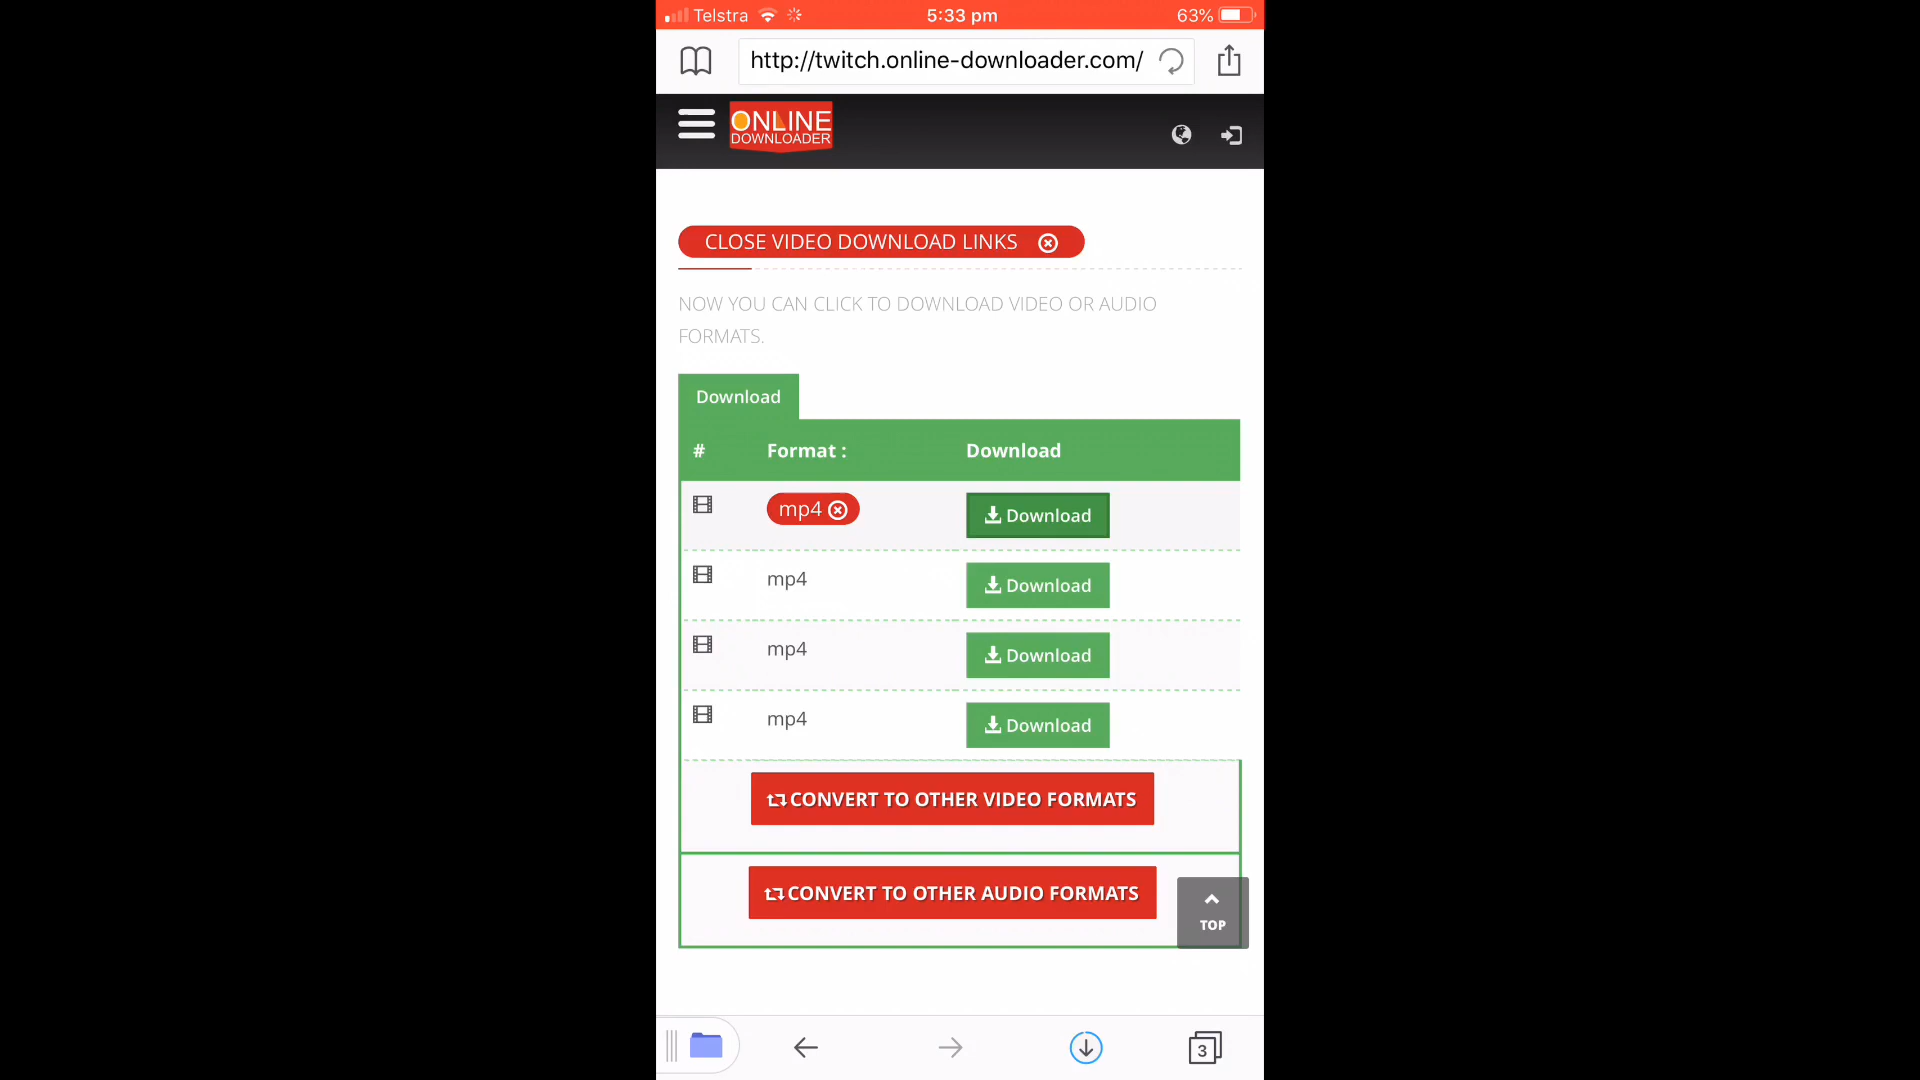 Telstra 5:33 pm 63%
http://twitch.online-downloader.com/
ONLINE
DOWNLOADER
CLOSE VIDEO DOWNLOAD LINKS
NOW YOU CAN CLICK TO DOWNLOAD VIDEO OR AUDIO
FORMATS.
Download
# Format : Download
mp4 Download
mp4 Download
mp4 Download
mp4 Download
CONVERT TO OTHER VIDEO FORMATS
CONVERT TO OTHER AUDIO FORMATS
TOP
3